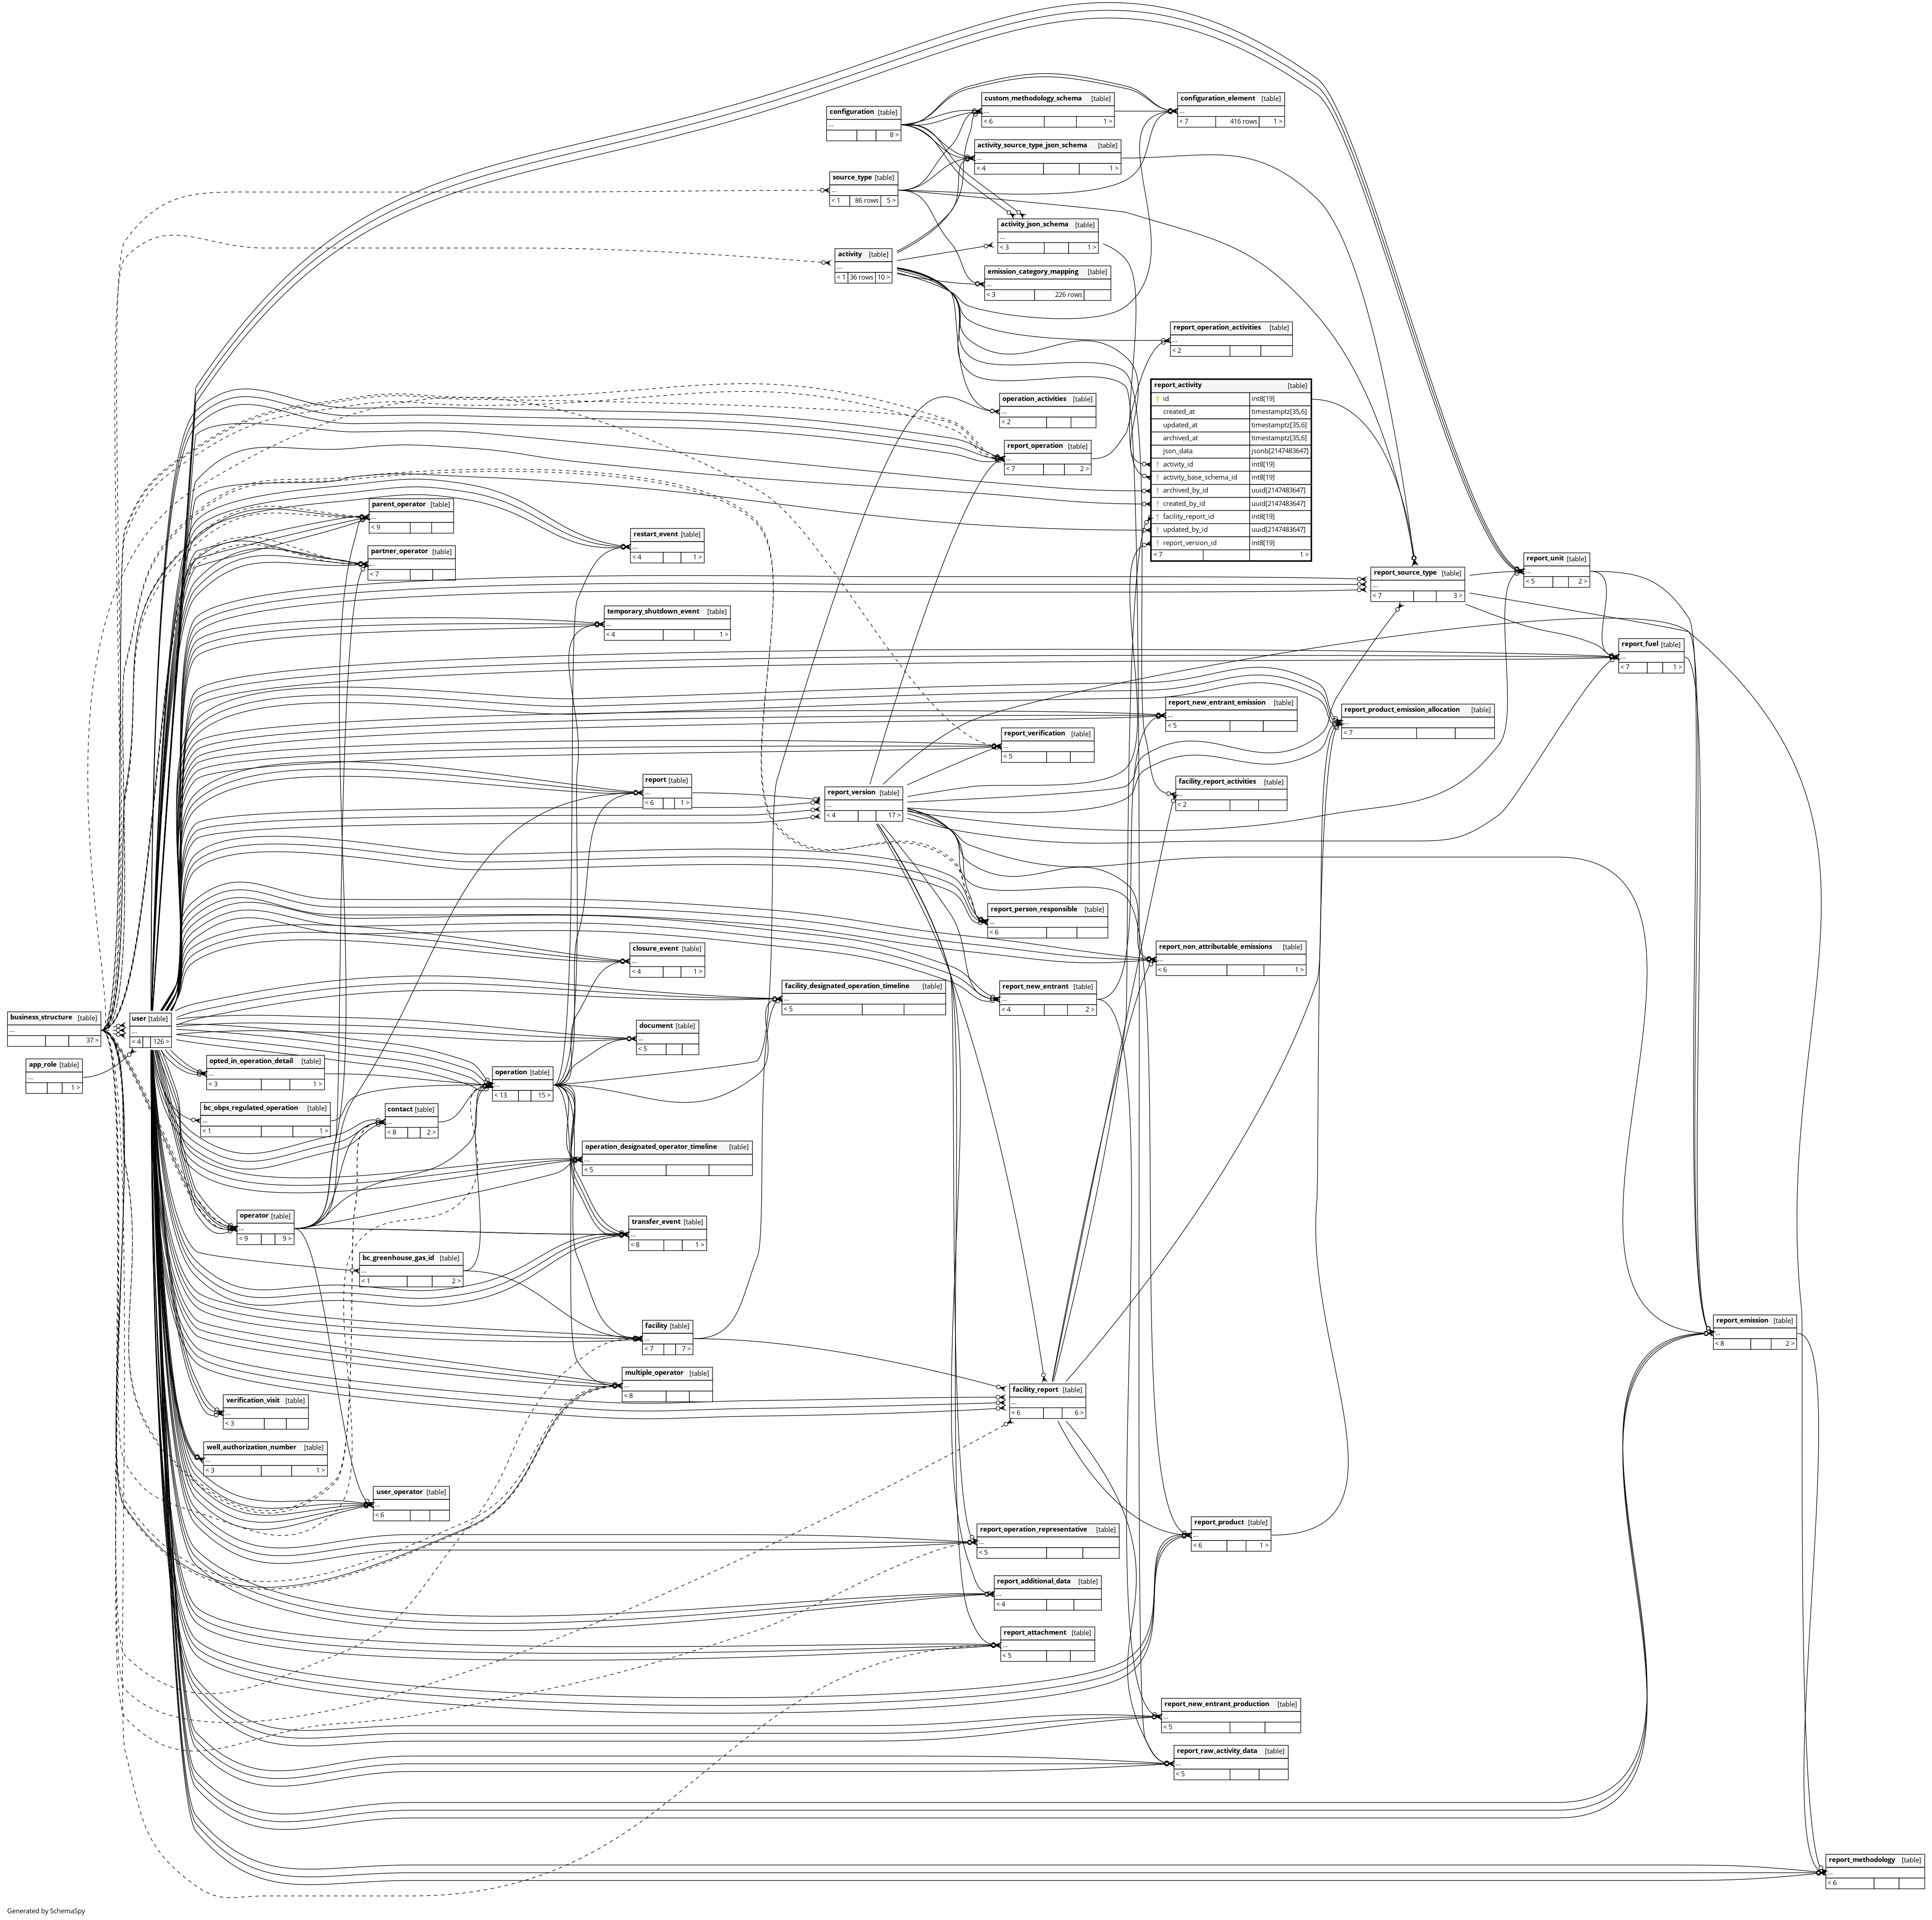 configuration [table]
...
8 >
custom_methodology_schema [table]
...
< 6 1 >
configuration_element [table]
...
< 7 416 rows 1 >
activity_source_type_json_schema [table]
...
< 4 1 >
source_type [table]
...
< 1 86 rows 5 >
activity_json_schema [table]
...
< 3 1 >
activity [table]
...
< 1 36 rows 10 >
emission_category_mapping [table]
...
< 3 226 rows
report_operation_activities [table]
...
< 2
report_activity [table]
id int8[19]
created_at timestamptz[35,6]
updated_at timestamptz[35,6]
archived_at timestamptz[35,6]
json_data jsonb[2147483647]
activity_id int8[19]
activity_base_schema_id int8[19]
archived_by_id uuid[2147483647]
created_by_id uuid[2147483647]
facility_report_id int8[19]
updated_by_id uuid[2147483647]
report_version_id int8[19]
< 7 1 >
operation_activities [table]
...
< 2
report_operation [table]
...
< 7 2 >
parent_operator [table]
...
< 9
restart_event [table]
...
< 4 1 >
partner_operator [table]
...
< 7
report_unit [table]
...
< 5 2 >
report_source_type [table]
...
< 7 3 >
temporary_shutdown_event [table]
...
< 4 1 >
report_fuel [table]
...
< 7 1 >
report_new_entrant_emission [table]
...
< 5
report_product_emission_allocation [table]
...
< 7
report_verification [table]
...
< 5
report [table]
...
< 6 1 >
report_version [table]
...
< 4 17 >
facility_report_activities [table]
...
< 2
report_person_responsible [table]
...
< 6
closure_event [table]
...
< 4 1 >
report_non_attributable_emissions [table]
...
< 6 1 >
facility_designated_operation_timeline [table]
...
< 5
report_new_entrant [table]
...
< 4 2 >
business_structure [table]
...
37 >
user [table]
...
< 4 126 >
document [table]
...
< 5
app_role [table]
...
1 >
opted_in_operation_detail [table]
...
< 3 1 >
operation [table]
...
< 13 15 >
bc_obps_regulated_operation [table]
...
< 1 1 >
contact [table]
...
< 8 2 >
operation_designated_operator_timeline [table]
...
< 5
operator [table]
...
< 9 9 >
transfer_event [table]
...
< 8 1 >
bc_greenhouse_gas_id [table]
...
< 1 2 >
facility [table]
...
< 7 7 >
report_emission [table]
...
< 8 2 >
multiple_operator [table]
...
< 8
facility_report [table]
...
< 6 6 >
verification_visit [table]
...
< 3
well_authorization_number [table]
...
< 3 1 >
user_operator [table]
...
< 6
report_product [table]
...
< 6 1 >
report_operation_representative [table]
...
< 5
report_additional_data [table]
...
< 4
report_attachment [table]
...
< 5
report_new_entrant_production [table]
...
< 5
report_raw_activity_data [table]
...
< 5
report_methodology [table]
...
< 6
Generated by SchemaSpy